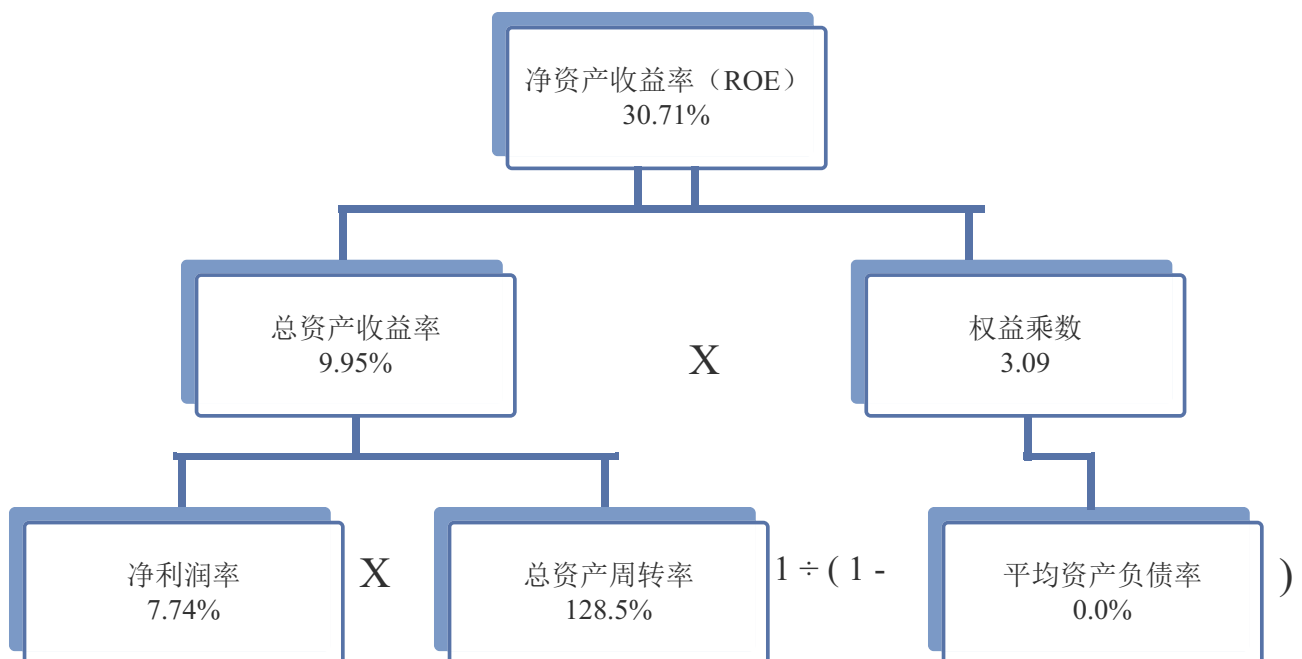 净资产收益率（ROE）
30.71%
总资产收益率
9.95%
X
权益乘数
3.09
净利润率
7.74%
X
总资产周转率
128.5%
1 ÷ ( 1 -
平均资产负债率
0.0%
)